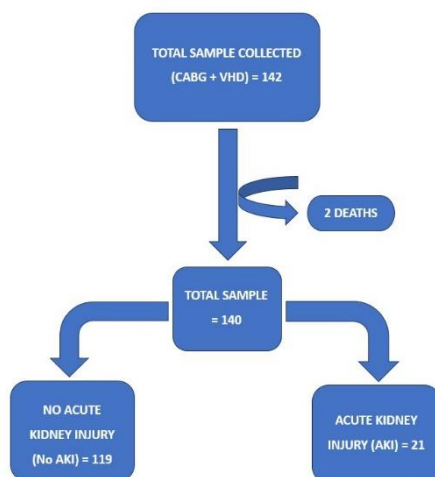 TOTAL SAMPLE COLLECTED
(CABG + VHD) = 142
2 DEATHS
TOTAL SAMPLE
= 140
NO ACUTE
KIDNEY INJURY
(No AKI) = 119
ACUTE KIDNEY
INJURY (AKI) = 21